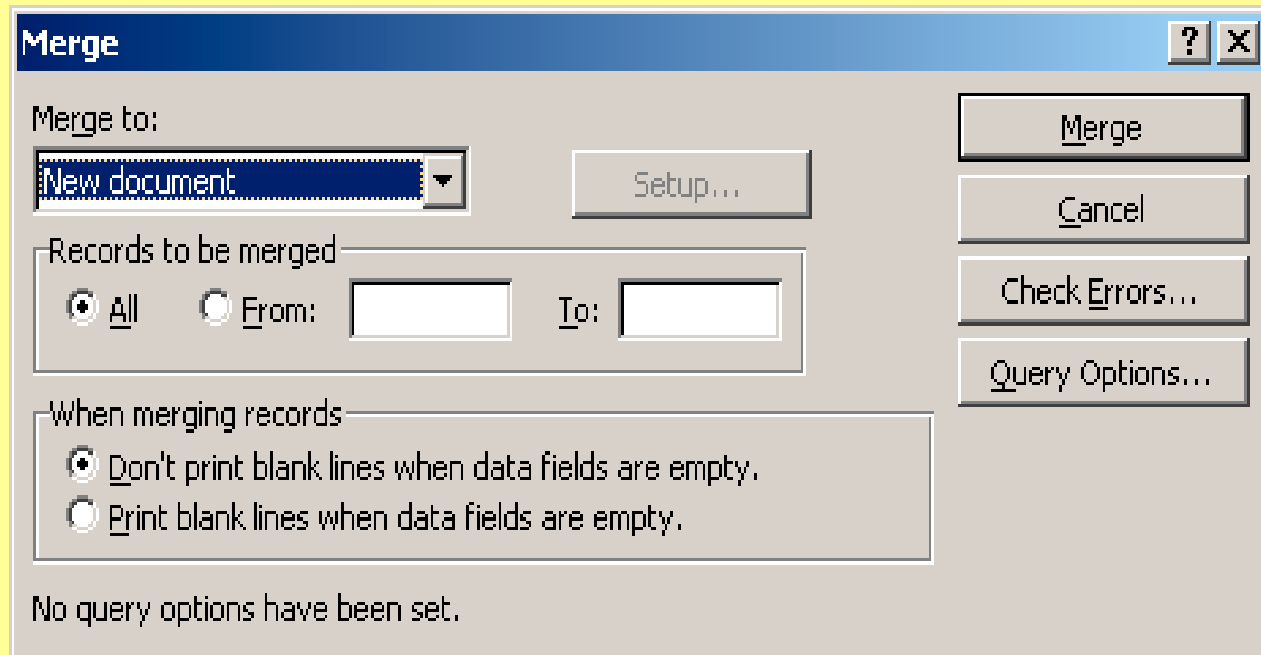 Merge
Merge to:
New document
Setup...
Records to be merged
All From: To:
When merging records
Don't print blank lines when data fields are empty.
Print blank lines when data fields are empty.
No query options have been set.
Merge
Cancel
Check Errors...
Query Options...